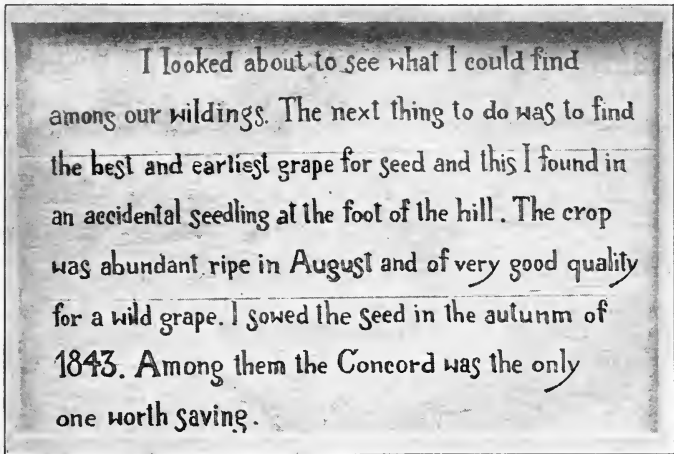 I looked about to see what I could find
among our wildings. The next thing to do was to find
the best and earliest grape for seed and this I found in
an accidental seedling at the foot of the hill. The crop
was abundant, ripe in August and of very good quality
for a wild grape. I sowed the seed in the autunm of
1843. Among them the Concord was the only
one worth saving.